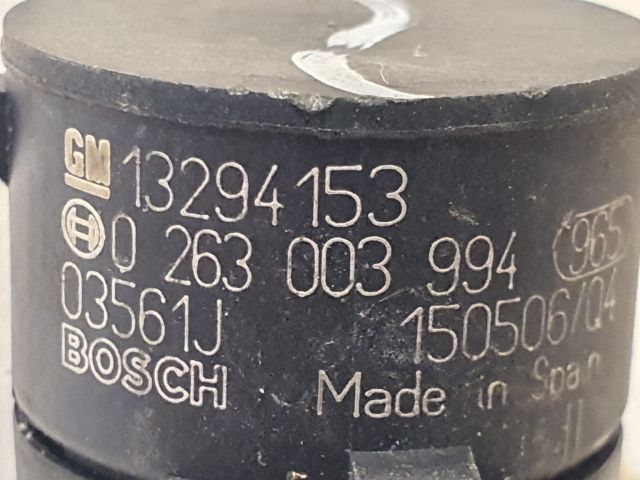 GM 13294153
0 263 003 994 965
03561J 150506/04
BOSCH Made in Spain